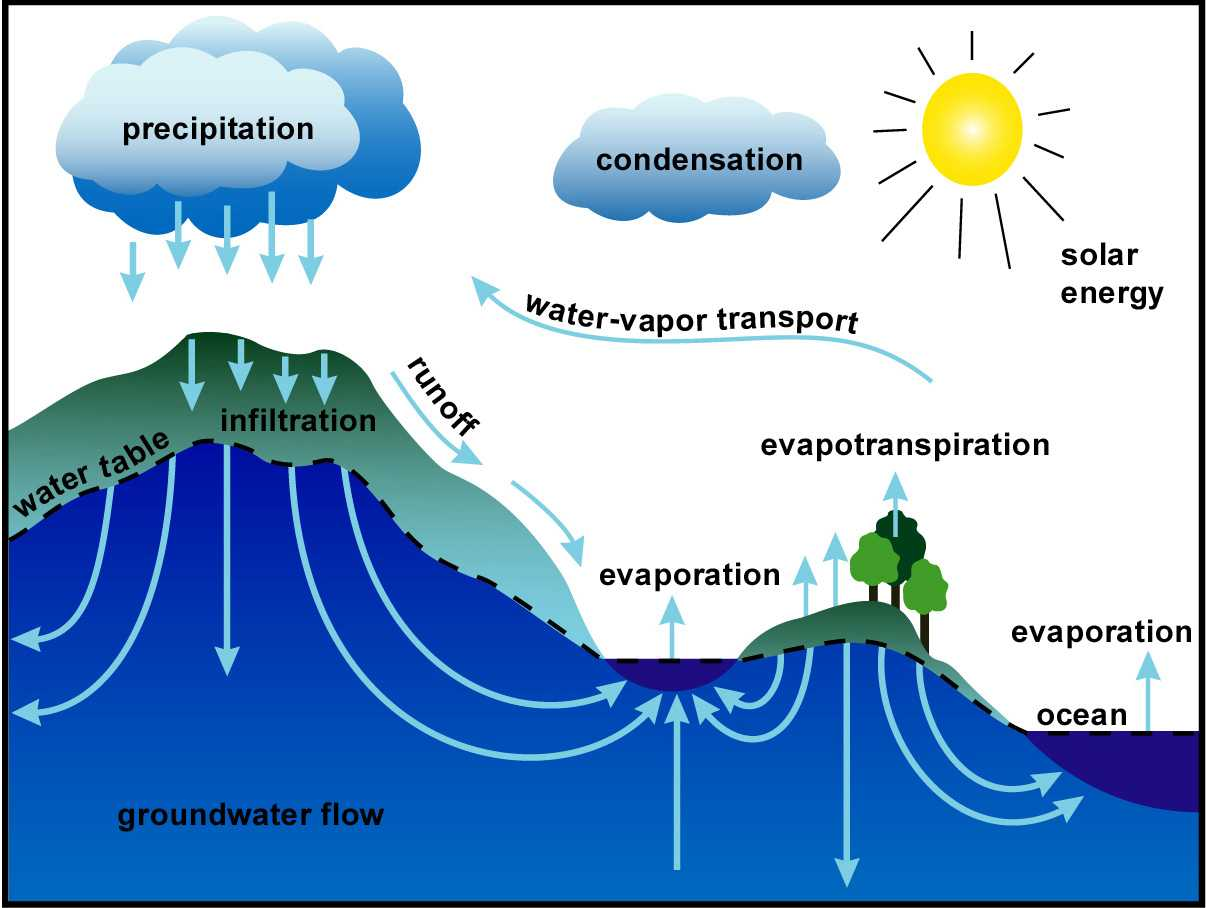 precipitation
condensation
solar
energy
water-vapor transport
runoff
infiltration
water table
evapotranspiration
evaporation
evaporation
ocean
groundwater flow